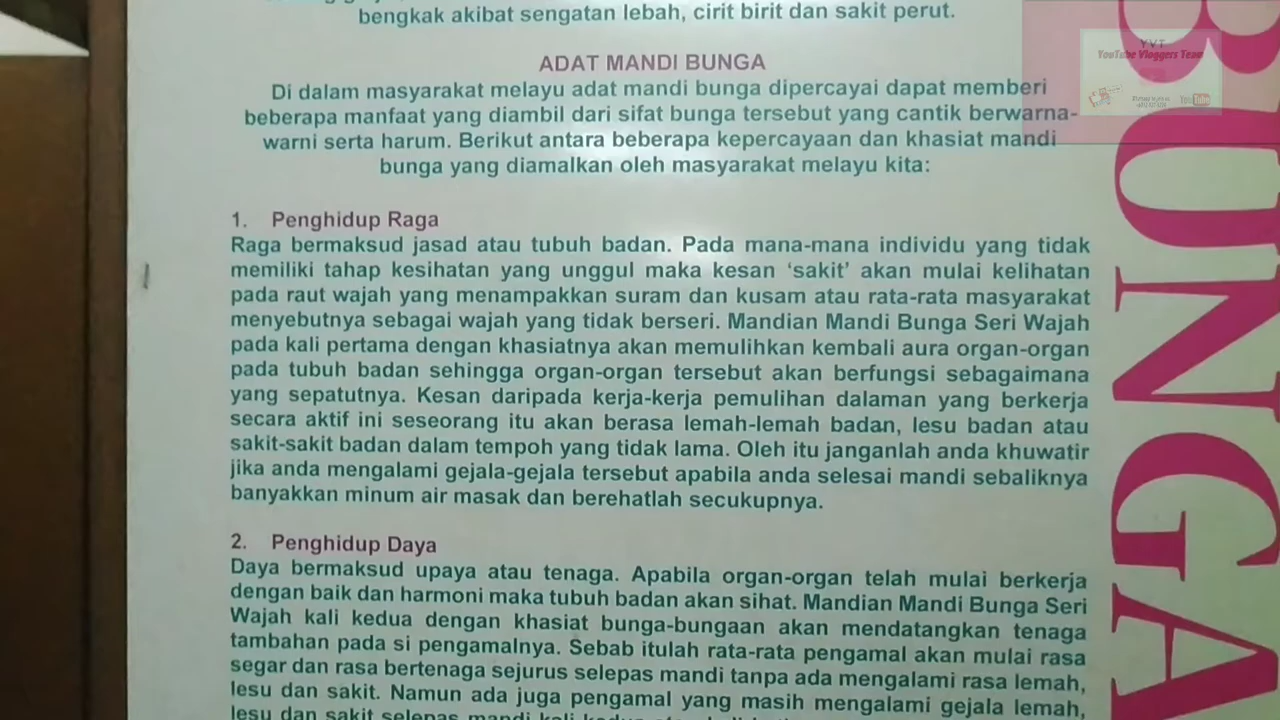 bengkak akibat sengatan lebah, cirit birit dan sakit perut.
ADAT MANDI BUNGA
Di dalam masyarakat melayu adat mandi bunga dipercayai dapat memberi
beberapa manfaat yang diambil dari sifat bunga tersebut yang cantik berwarna-
warni serta harum. Berikut antara beberapa kepercayaan dan khasiat mandi
bunga yang diamalkan oleh masyarakat melayu kita:
1. Penghidup Raga
Raga bermaksud jasad atau tubuh badan. Pada mana-mana individu yang tidak
memiliki tahap kesihatan yang unggul maka kesan ‘sakit’ akan mulai kelihatan
pada raut wajah yang menampakkan suram dan kusam atau rata-rata masyarakat
menyebutnya sebagai wajah yang tidak berseri. Mandian Mandi Bunga Seri Wajah
pada kali pertama dengan khasiatnya akan memulihkan kembali aura organ-organ
pada tubuh badan sehingga organ-organ tersebut akan berfungsi sebagaimana
yang sepatutnya. Kesan daripada kerja-kerja pemulihan dalaman yang berkerja
secara aktif ini seseorang itu akan berasa lemah-lemah badan, lesu badan atau
sakit-sakit badan dalam tempoh yang tidak lama. Oleh itu janganlah anda khuwatir
jika anda mengalami gejala-gejala tersebut apabila anda selesai mandi sebaliknya
banyakkan minum air masak dan berehatlah secukupnya.
2. Penghidup Daya
Daya bermaksud upaya atau tenaga. Apabila organ-organ telah mulai berkerja
dengan baik dan harmoni maka tubuh badan akan sihat. Mandian Mandi Bunga Seri
Wajah kali kedua dengan khasiat bunga-bungaan akan mendatangkan tenaga
tambahan pada si pengamalnya. Sebab itulah rata-rata pengamal akan mulai rasa
segar dan rasa bertenaga sejurus selepas mandi tanpa ada mengalami rasa lemah,
lesu dan sakit. Namun ada juga pengamal yang masih mengalami gejala lemah,
lesu dan sakit selepas mandi kali kedua
BUNGA
YVT
YouTube Vloggers Team
YouTube